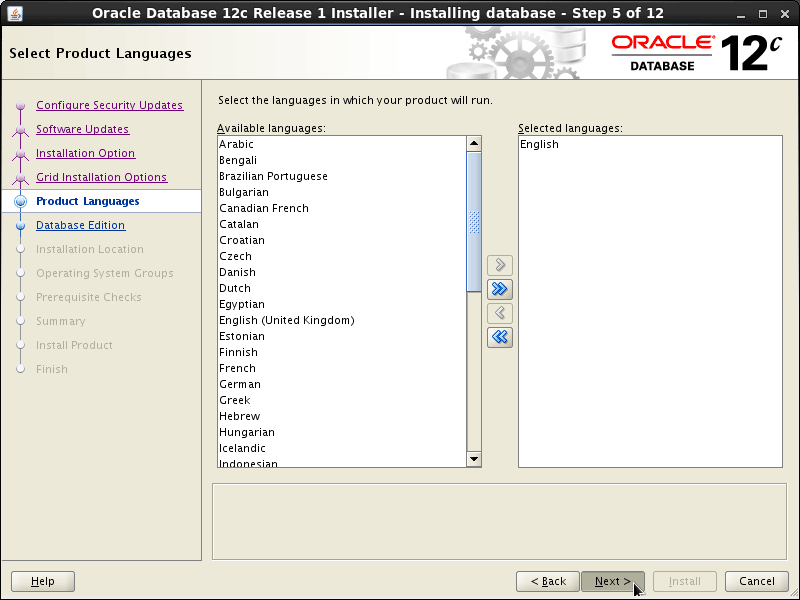 Oracle Database 12c Release 1 Installer - Installing database - Step 5 of 12
Select Product Languages
ORACLE®
DATABASE
12c
Configure Security Updates
Software Updates
Installation Option
Grid Installation Options
Product Languages
Database Edition
Installation Location
Operating System Groups
Prerequisite Checks
Summary
Install Product
Finish
Select the languages in which your product will run.
Available languages:
Arabic
Bengali
Brazilian Portuguese
Bulgarian
Canadian French
Catalan
Croatian
Czech
Danish
Dutch
Egyptian
English (United Kingdom)
Estonian
Finnish
French
German
Greek
Hebrew
Hungarian
Icelandic
Indonesian
Selected languages:
English
Help
< Back
Next >
Install
Cancel